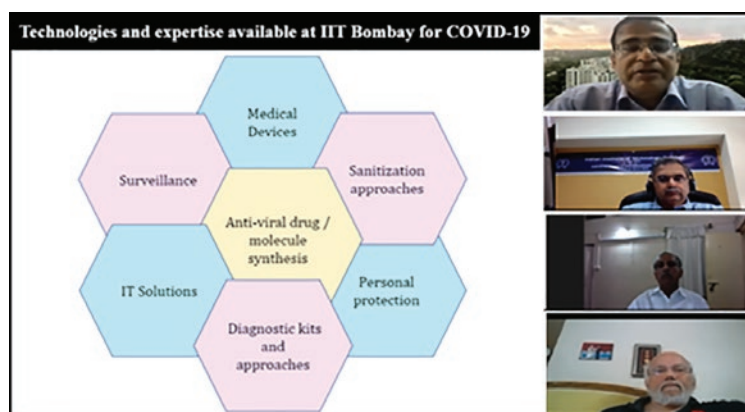 Technologies and expertise available at IIT Bombay for COVID-19
Medical
Devices
Surveillance
Sanitization
approaches
Anti-viral drug /
molecule
synthesis
IT Solutions
Personal
protection
Diagnostic kits
and
approaches